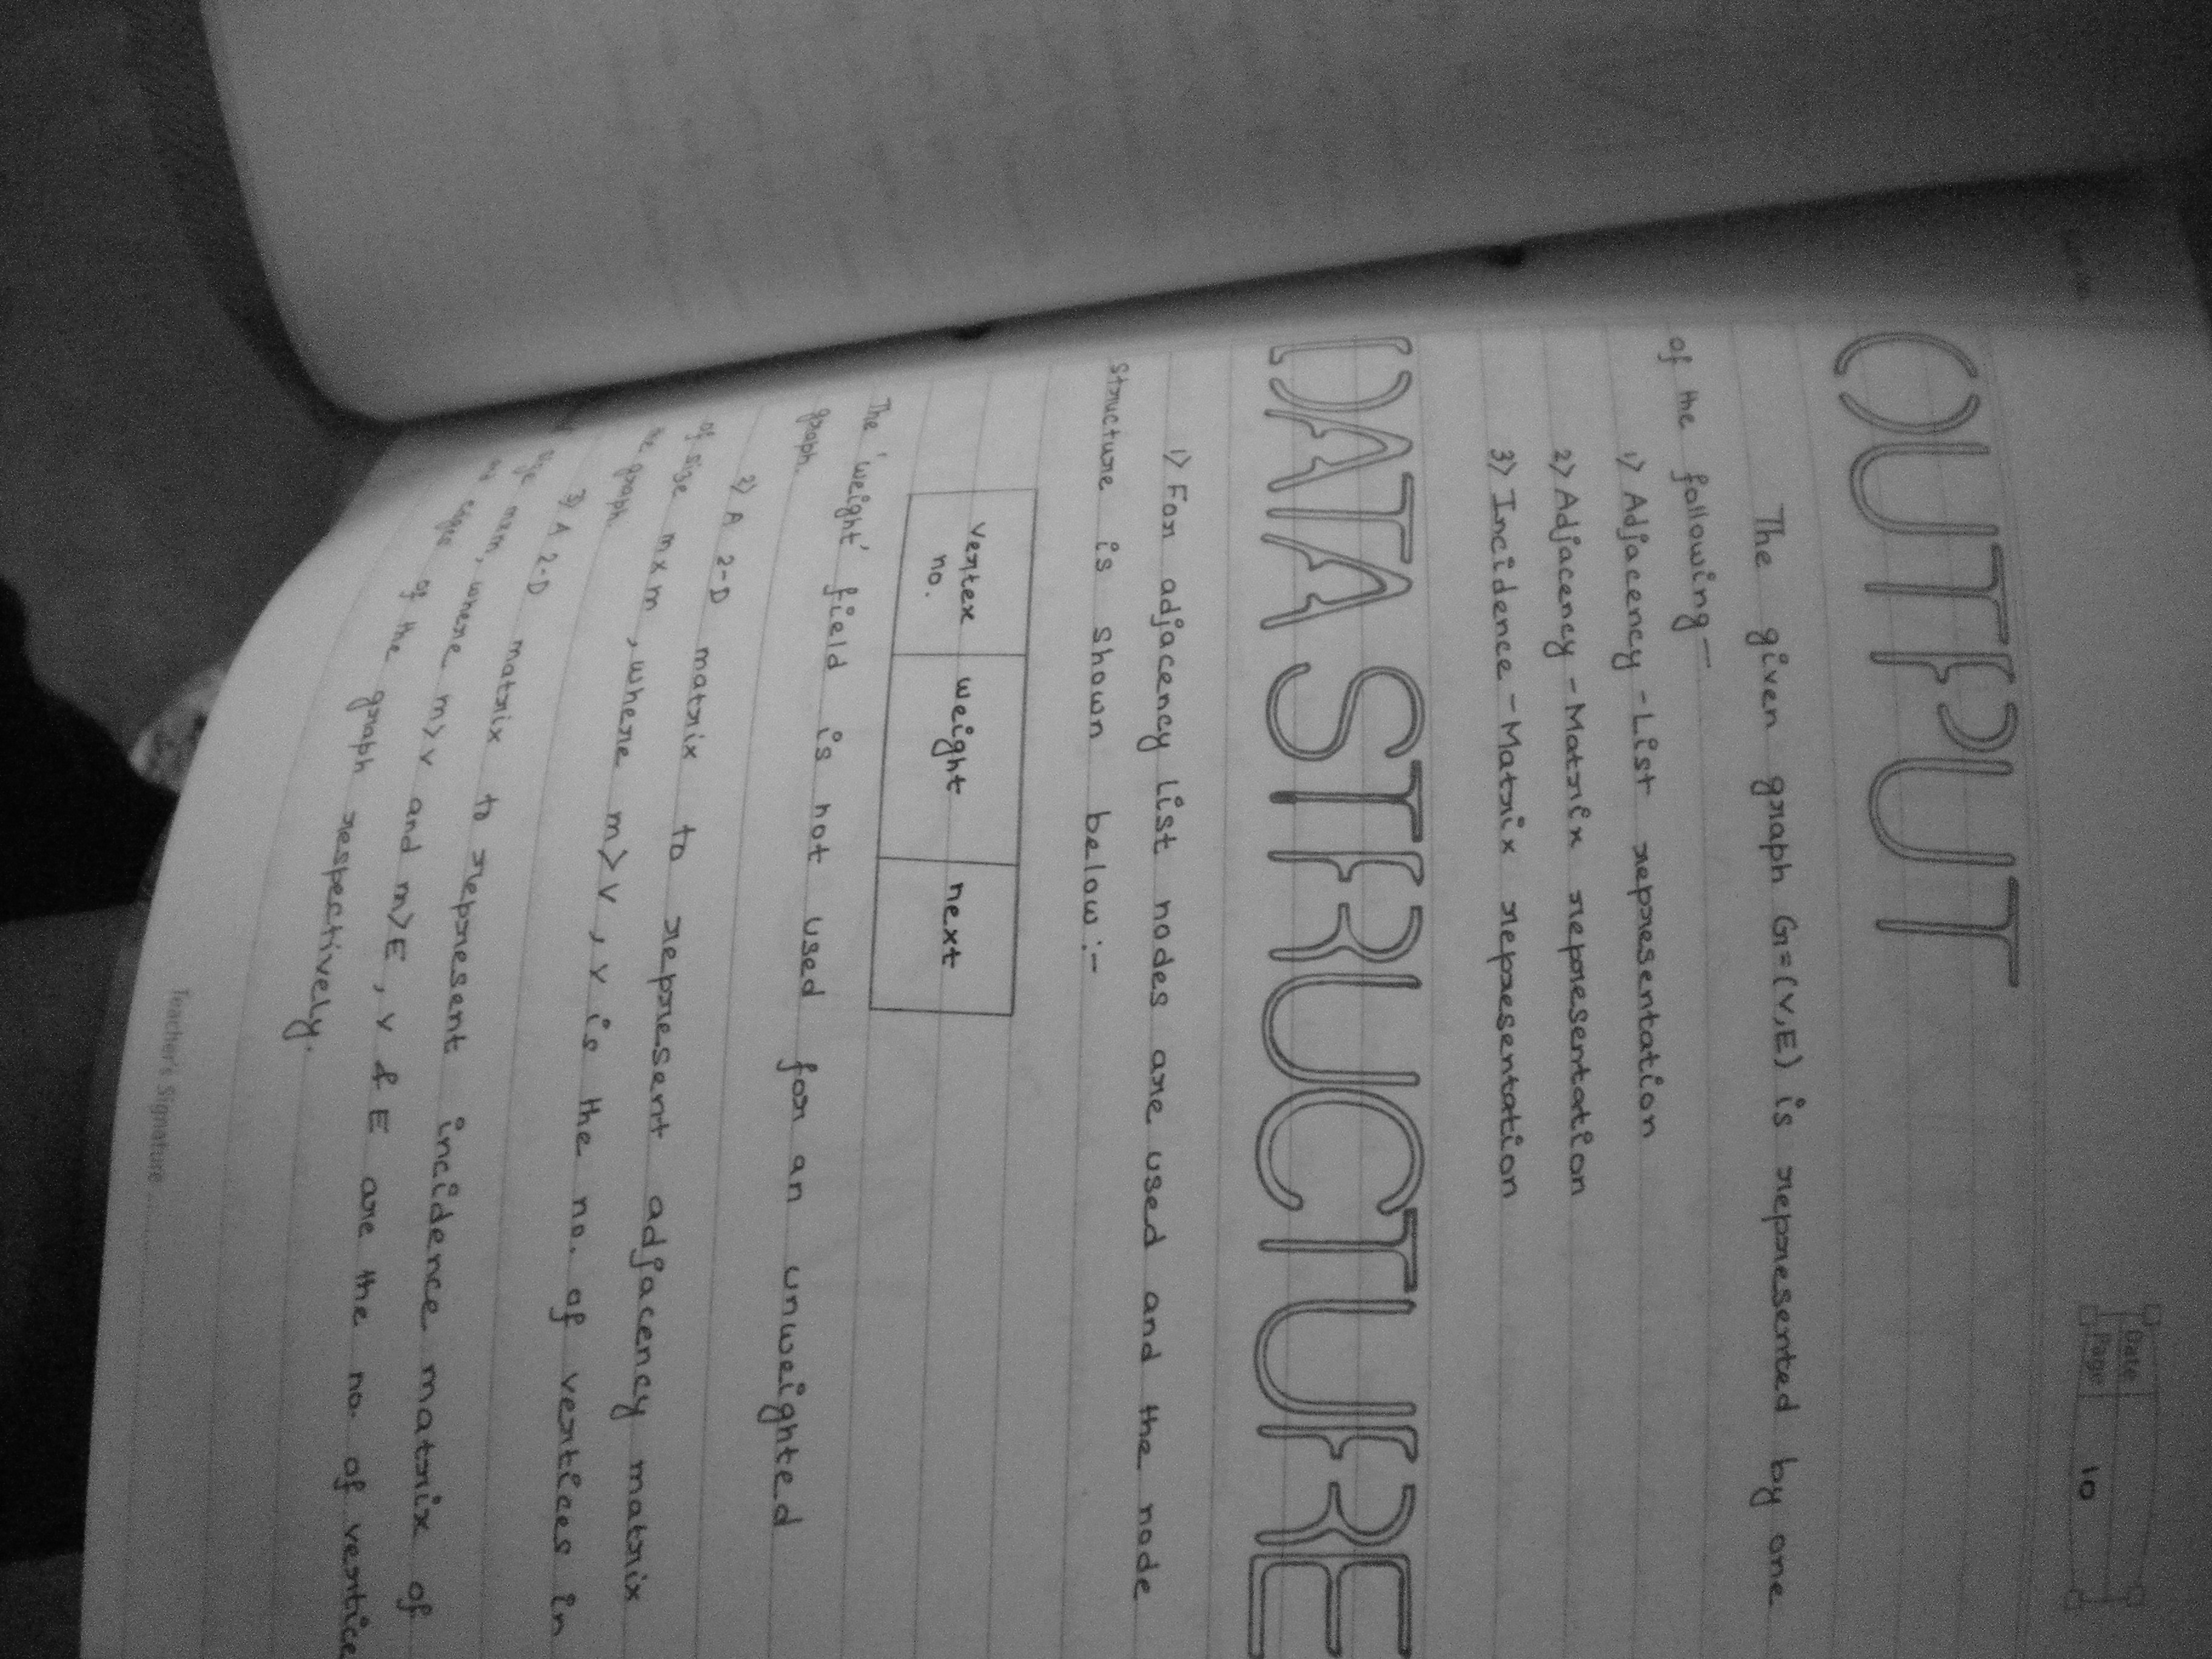 Date
Page 10
OUTPUT
The given graph G=(V,E) is represented by one
of the following—
1) Adjacency-List representation
2) Adjacency-Matrix representation
3) Incidence-Matrix representation
DATA STRUCTURE
1) For adjacency list nodes are used and the node
structure is shown below:-
vertex no. weight next
The 'weight' field is not used for an unweighted
graph.
2) A 2-D matrix to represent adjacency matrix
of size mxm, where m>V, V is the no. of vertices in
the graph.
3) A 2-D matrix to represent incidence matrix of
size mxm, where m>V and m>E, V & E are the no. of vertice
of edges of the graph respectively.
Teacher's Signature